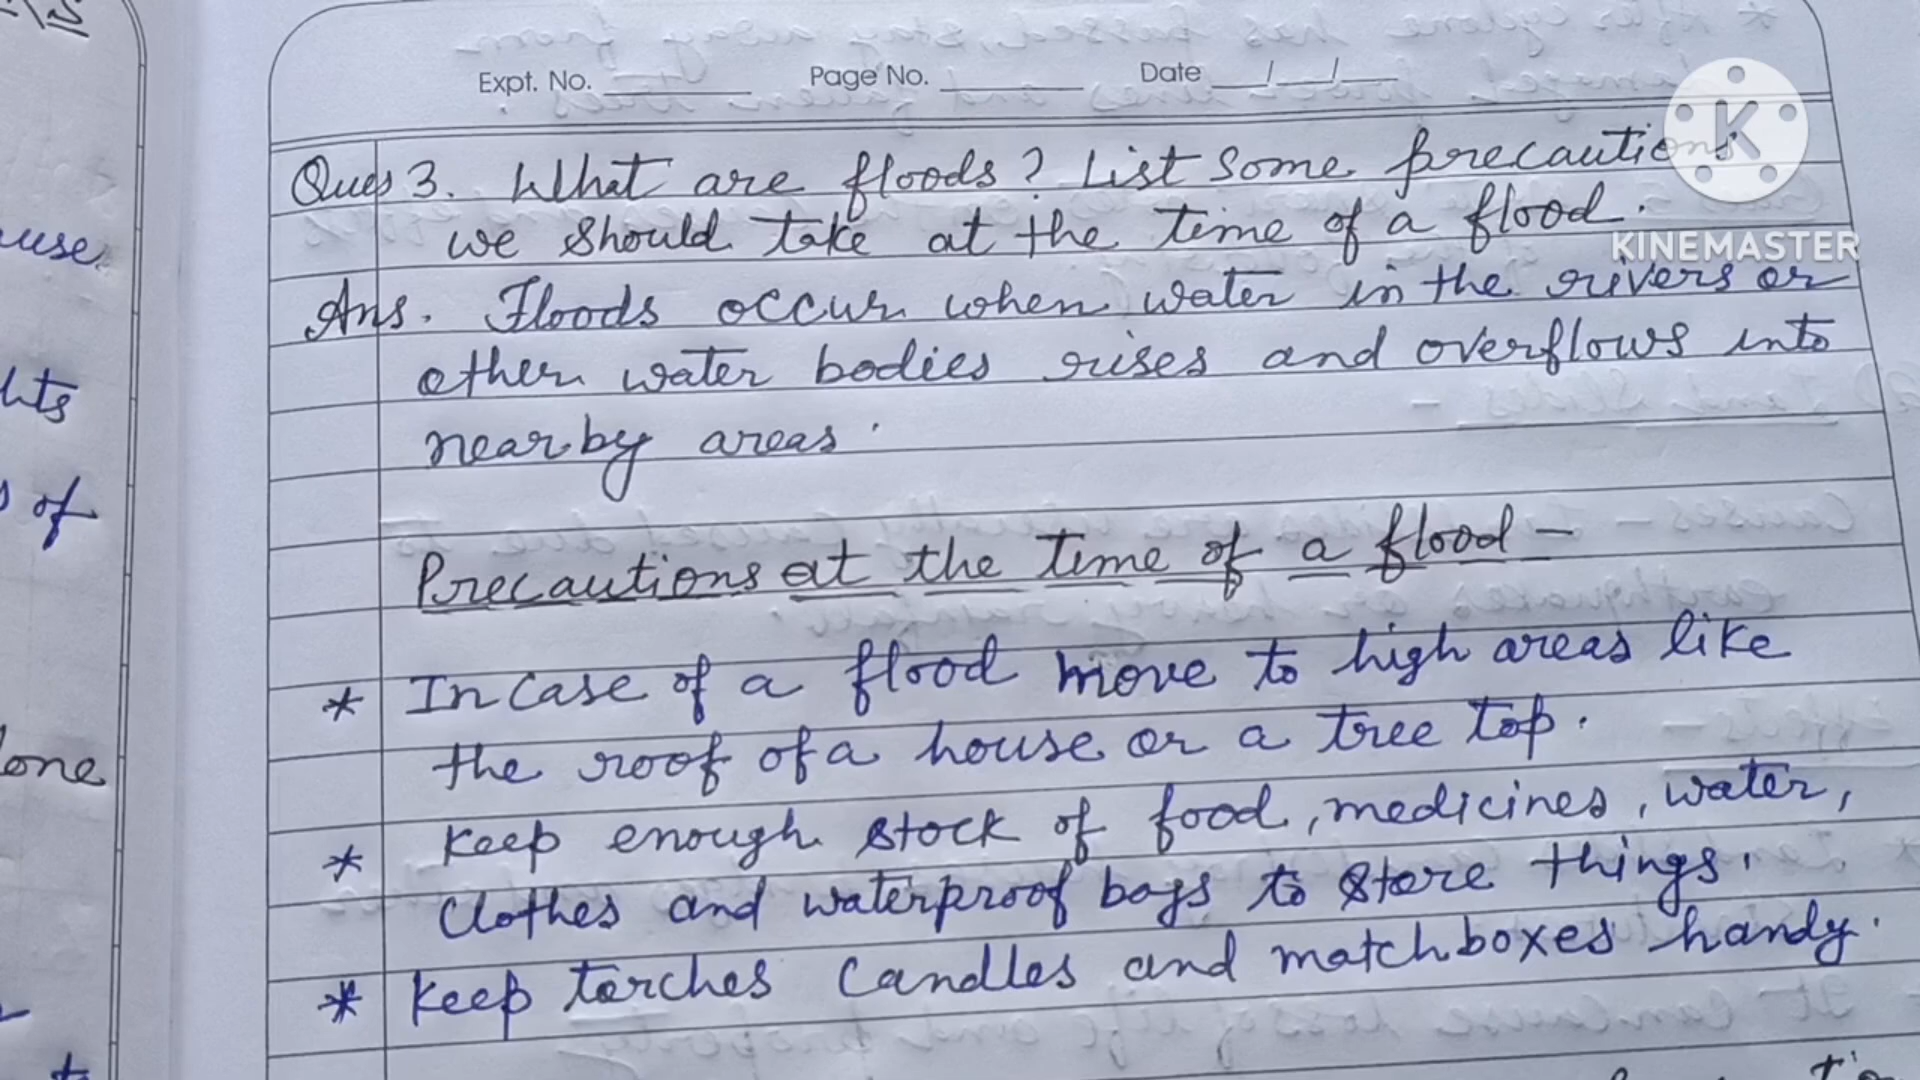 Expt. No. Page No. Date / /
Ques 3. What are floods? List some precautions
we should take at the time of a flood.
Ans. Floods occur when water in the rivers or
other water bodies rises and overflows into
nearby areas.
Precautions at the time of a flood -
* In case of a flood move to high areas like
the roof of a house or a tree top.
* Keep enough stock of food, medicines, water,
clothes and waterproof bags to store things.
* Keep torches candles and matchboxes handy.
K
KINEMASTER
use
hts
of
one